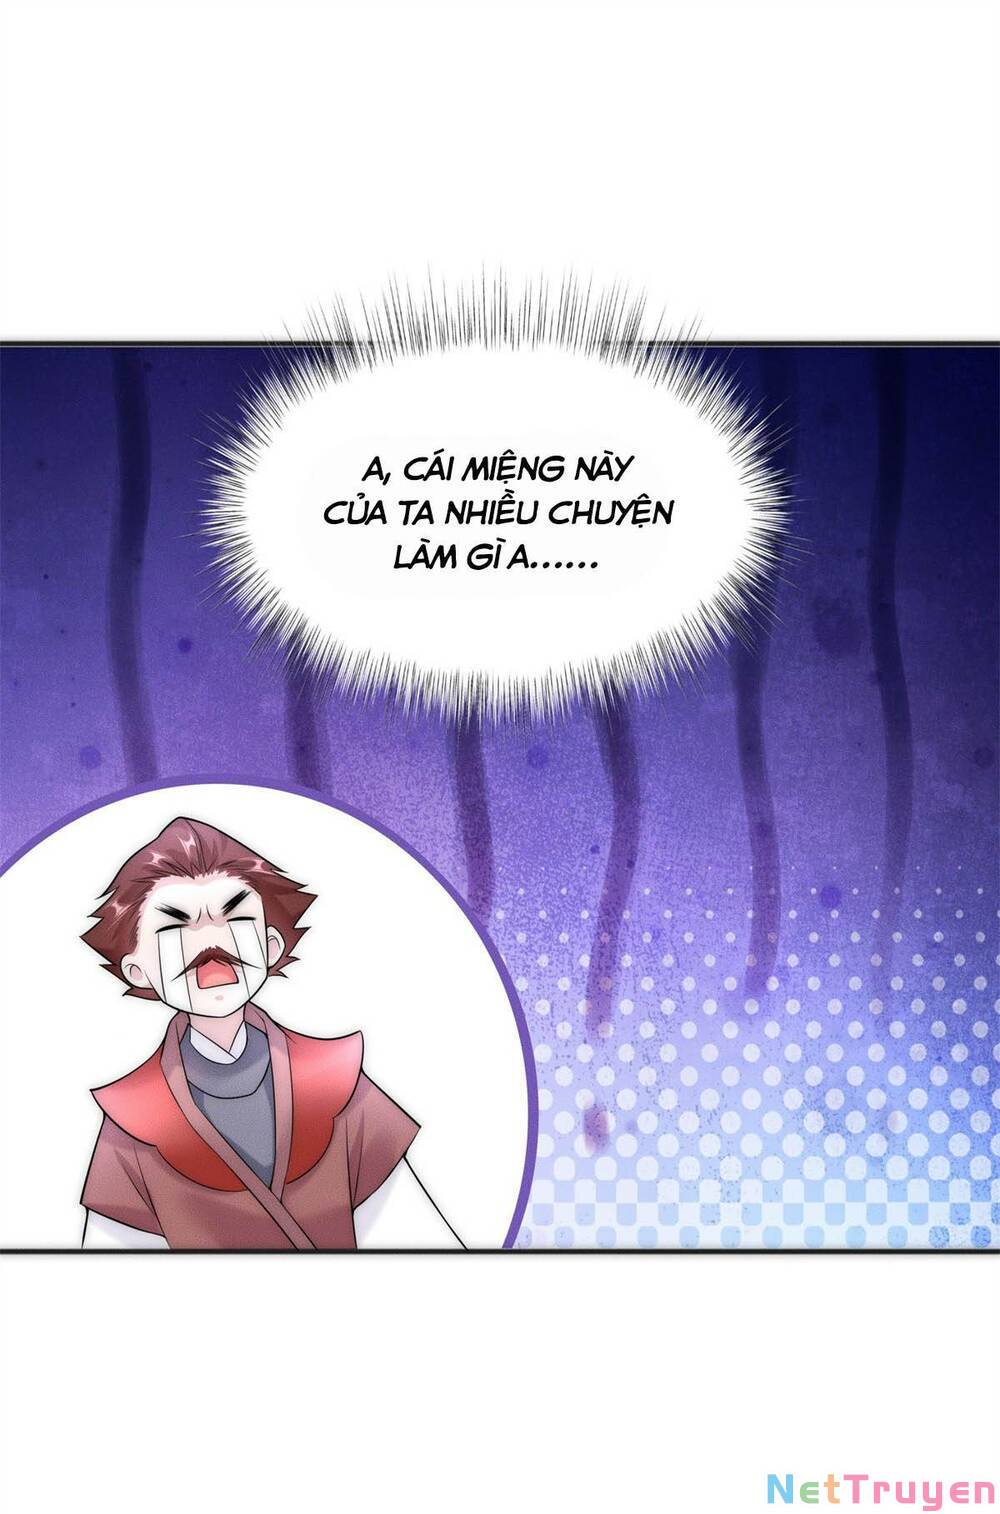 A, CÁI MIỆNG NÀY
CỦA TA NHIỀU CHUYỆN
LÀM GÌ A......
NetTruyen